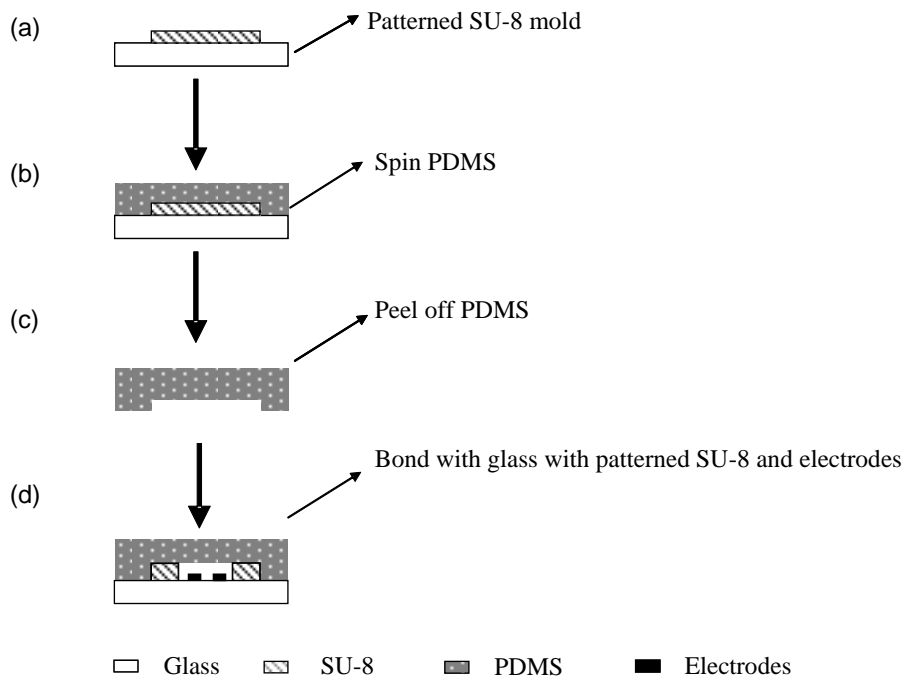 (a)
Patterned SU-8 mold
(b)
Spin PDMS
(c)
Peel off PDMS
Bond with glass with patterned SU-8 and electrodes
(d)
Glass SU-8 PDMS Electrodes